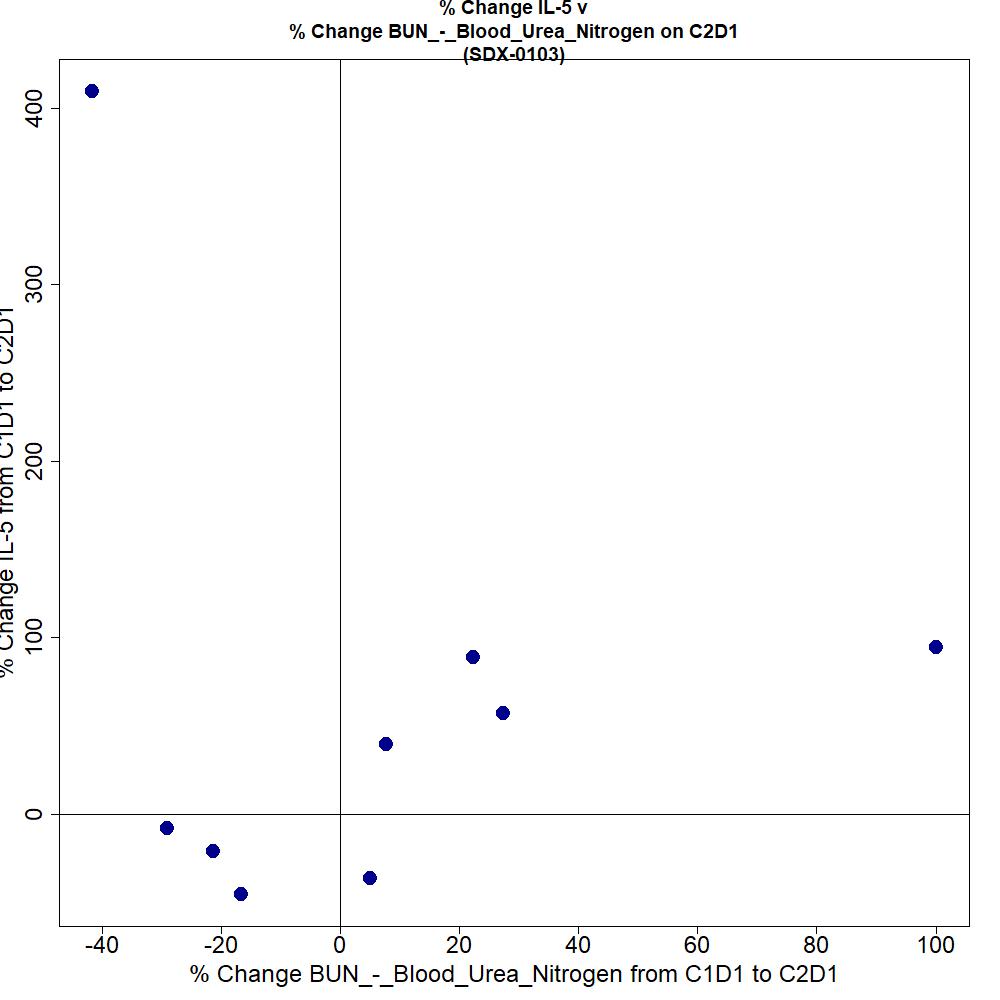 % Change IL-5 v
% Change BUN_-_Blood_Urea_Nitrogen on C2D1
(SDX-0103)
% Change IL-5 from C1D1 to C2D1
400
300
200
100
0
-40 -20 0 20 40 60 80 100
% Change BUN_-_Blood_Urea_Nitrogen from C1D1 to C2D1